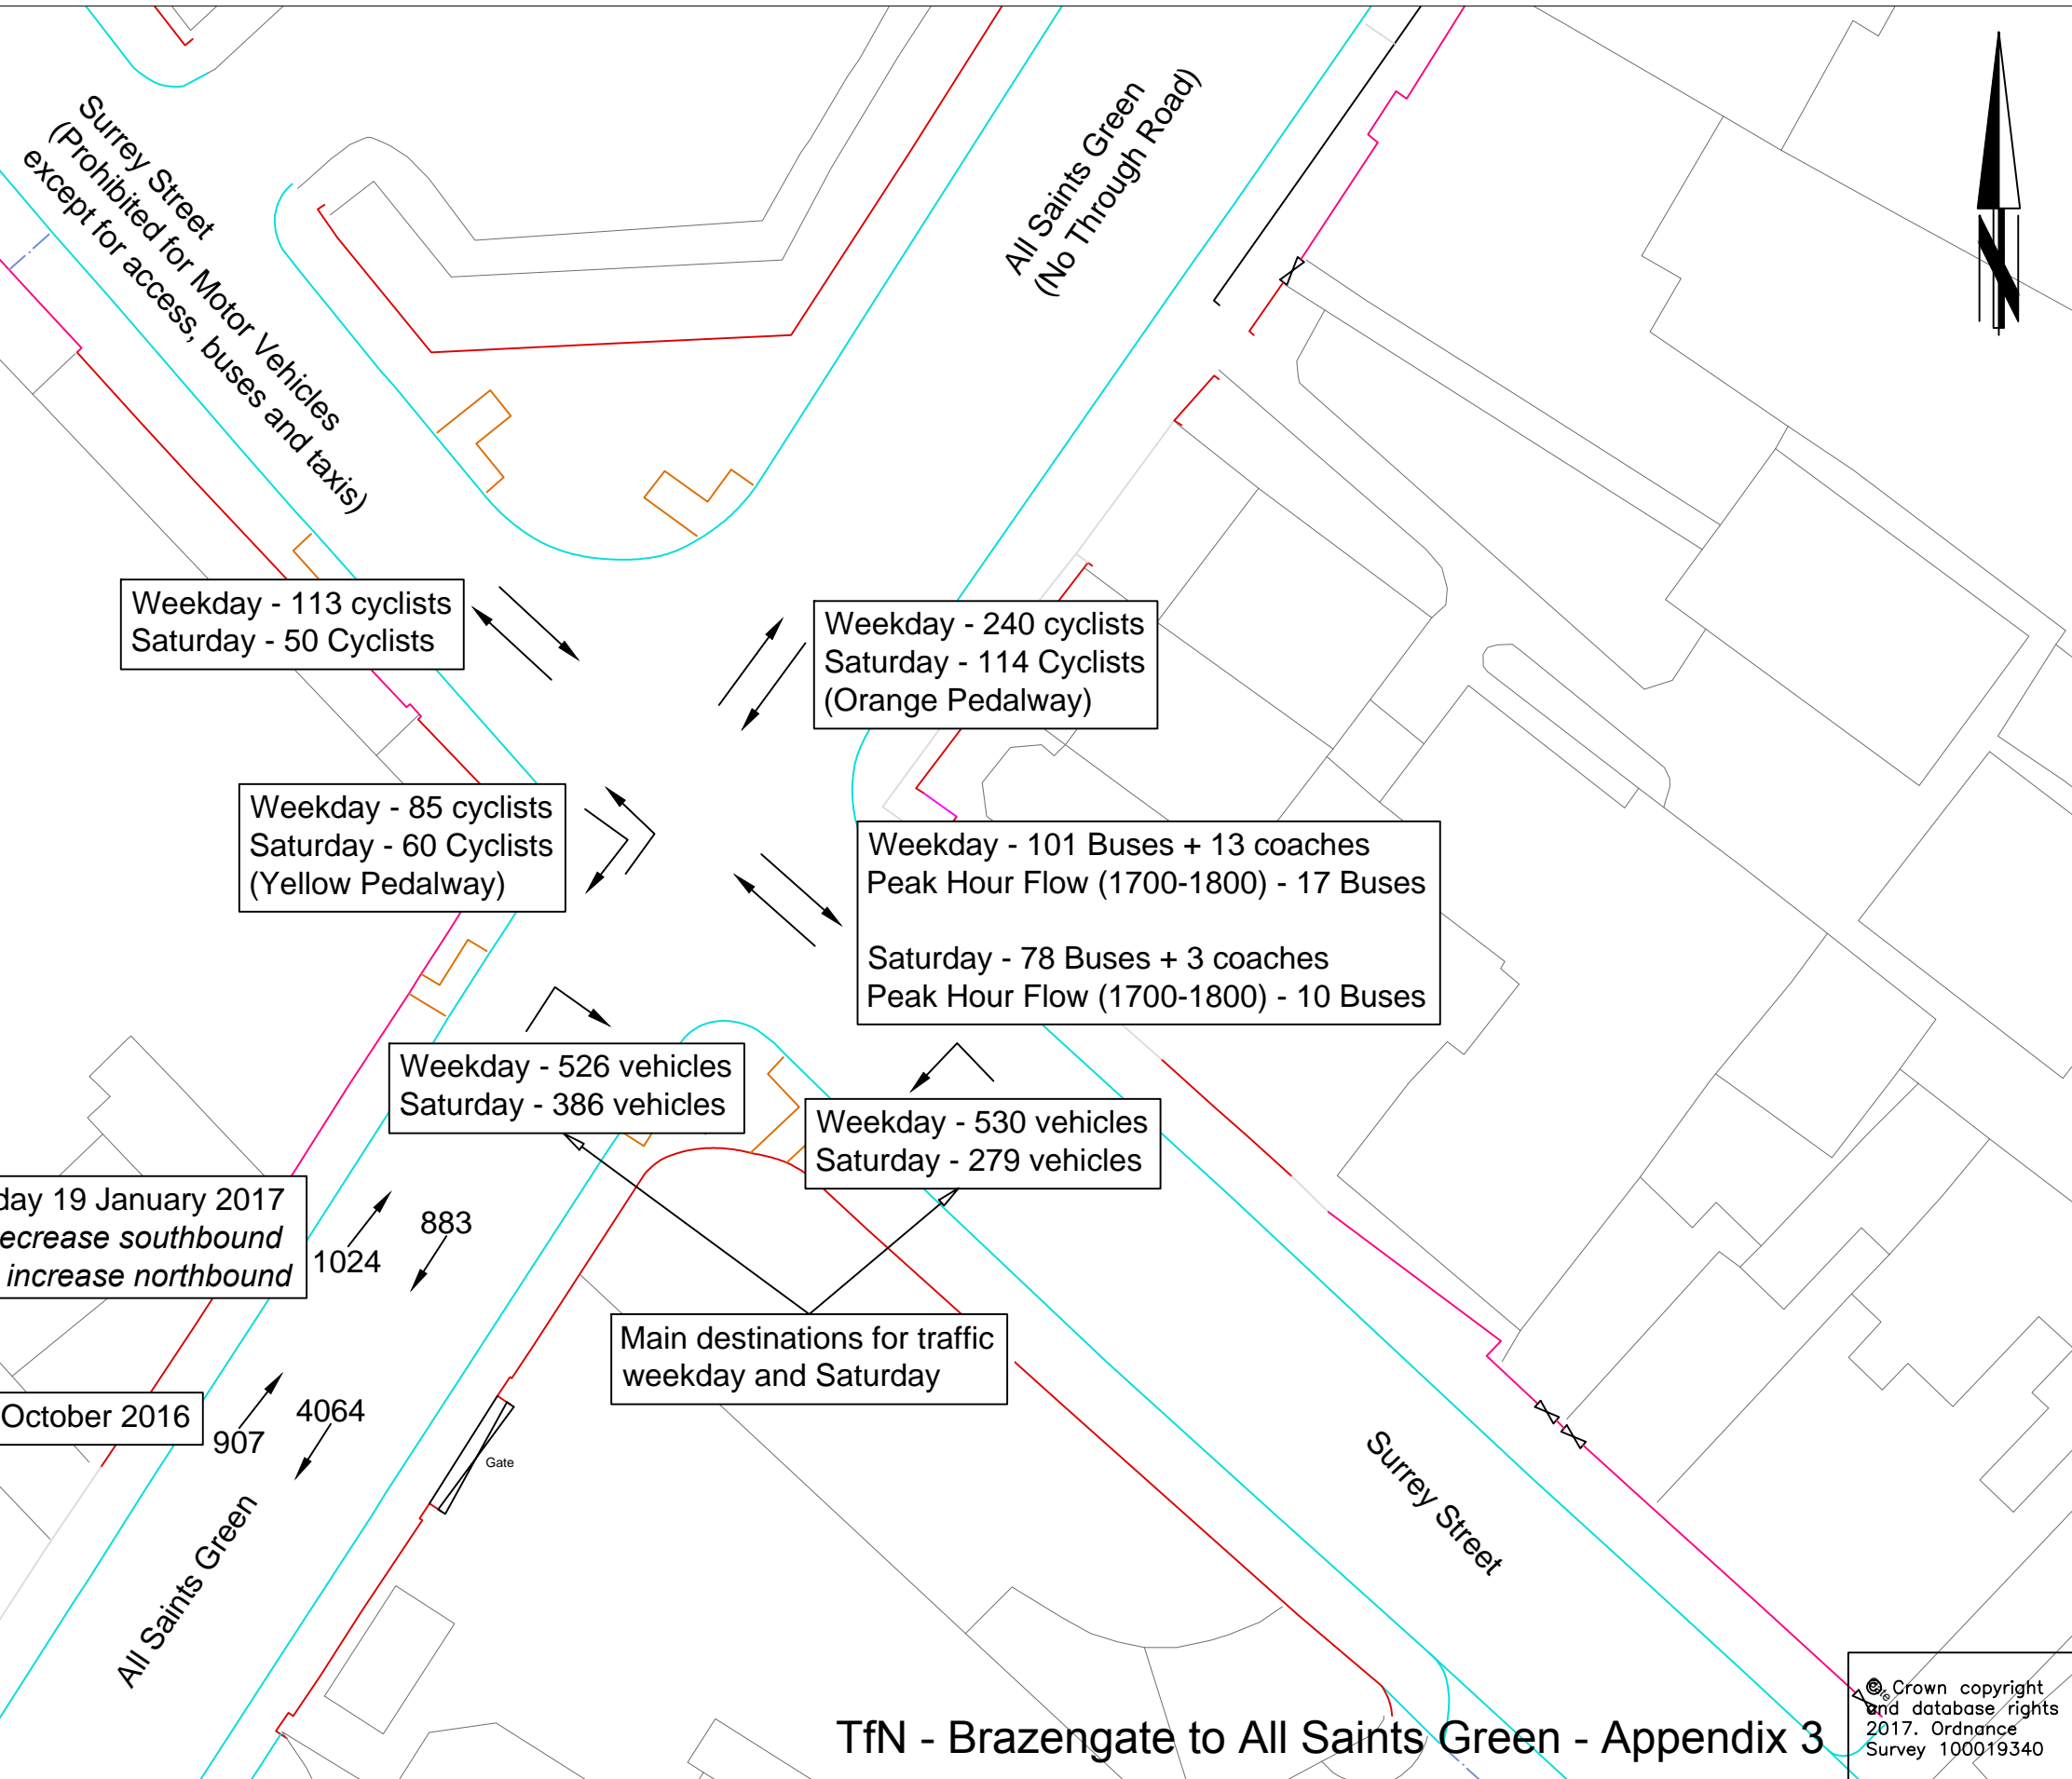 Surrey Street
(Prohibited for Motor Vehicles
except for access, buses and taxis)
All Saints Green
(No Through Road)
N
Weekday - 113 cyclists
Saturday - 50 Cyclists
Weekday - 240 cyclists
Saturday - 114 Cyclists
(Orange Pedalway)
Weekday - 85 cyclists
Saturday - 60 Cyclists
(Yellow Pedalway)
Weekday - 101 Buses + 13 coaches
Peak Hour Flow (1700-1800) - 17 Buses
Saturday - 78 Buses + 3 coaches
Peak Hour Flow (1700-1800) - 10 Buses
Weekday - 526 vehicles
Saturday - 386 vehicles
Weekday - 530 vehicles
Saturday - 279 vehicles
day 19 January 2017
ecrease southbound
increase northbound
1024
883
Main destinations for traffic
weekday and Saturday
October 2016
907
4064
Gate
All Saints Green
Surrey Street
TfN - Brazengate to All Saints Green - Appendix 3
Gate
© Crown copyright
and database rights
2017. Ordnance
Survey 100019340